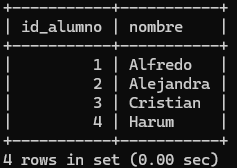 +-----------+-----------+
| id_alumno | nombre    |
+-----------+-----------+
|         1 | Alfredo   |
|         2 | Alejandra |
|         3 | Cristian  |
|         4 | Harum     |
+-----------+-----------+
4 rows in set (0.00 sec)